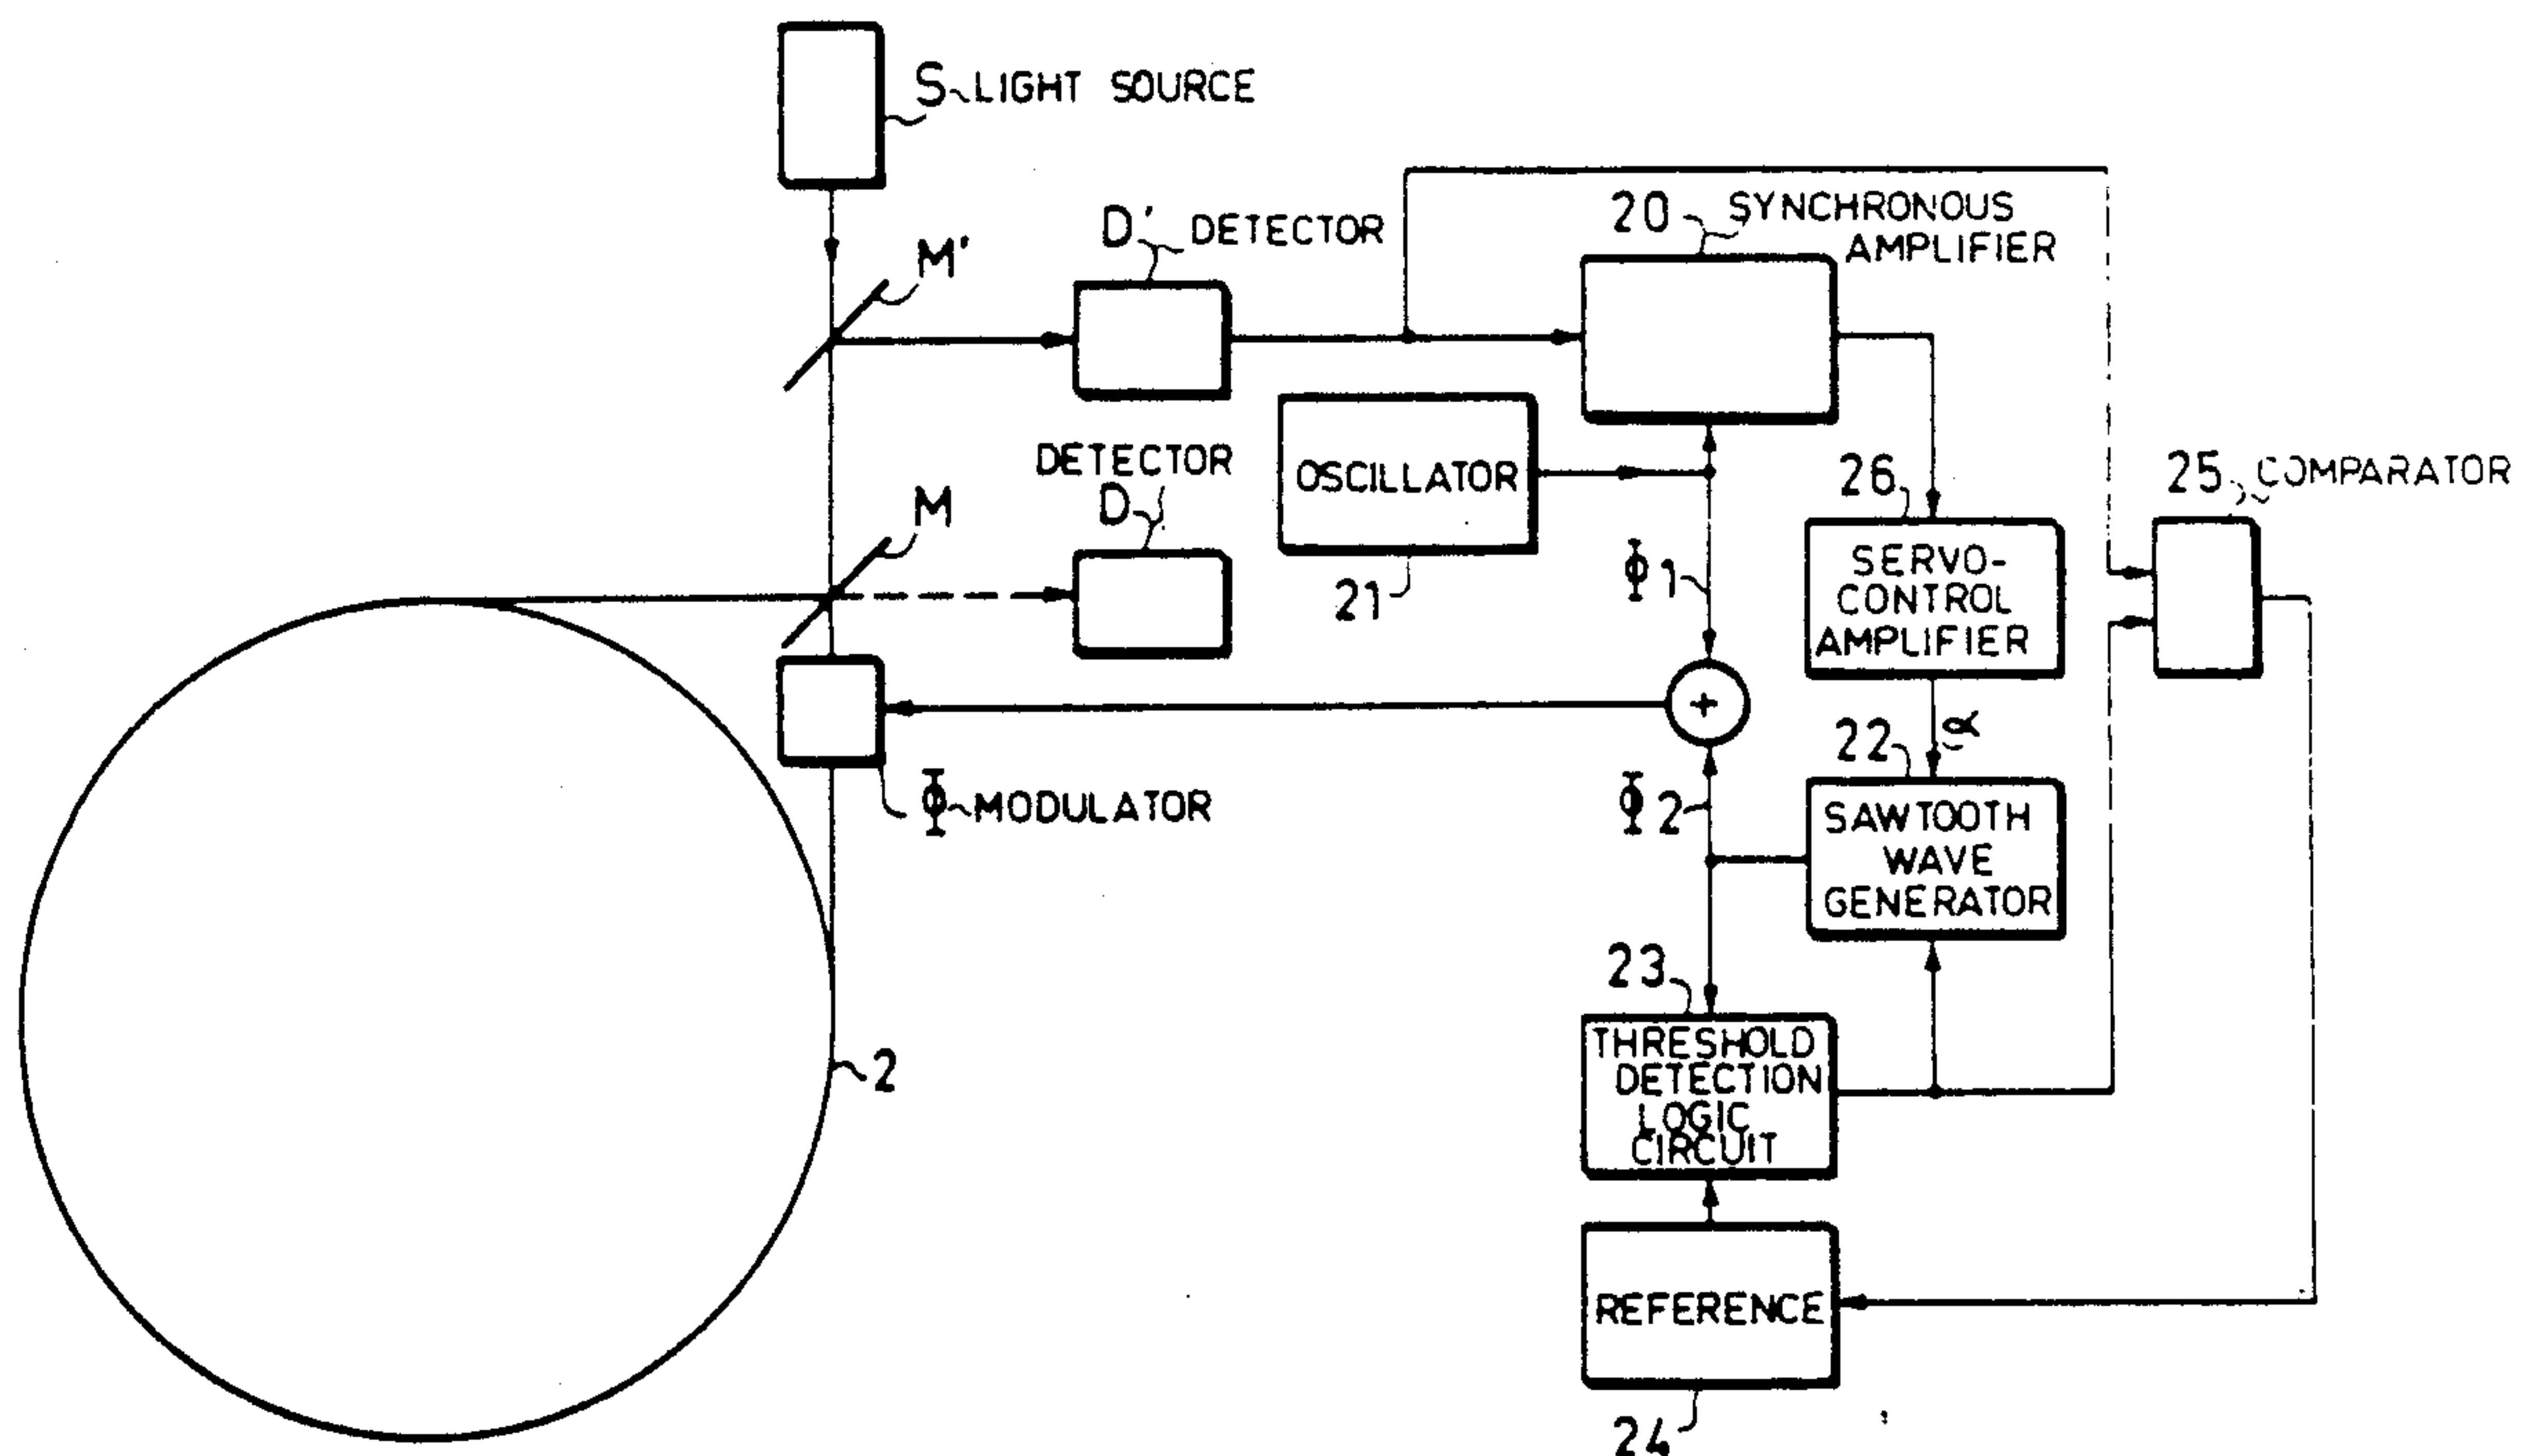 S LIGHT SOURCE
M'
D' DETECTOR
20 SYNCHRONOUS
AMPLIFIER
DETECTOR
D
M
OSCILLATOR
21
Φ1
26
SERVO-
CONTROL
AMPLIFIER
25 COMPARATOR
+
α
Φ MODULATOR
Φ2
22
SAWTOOTH
WAVE
GENERATOR
2
23
THRESHOLD
DETECTION
LOGIC
CIRCUIT
REFERENCE
24